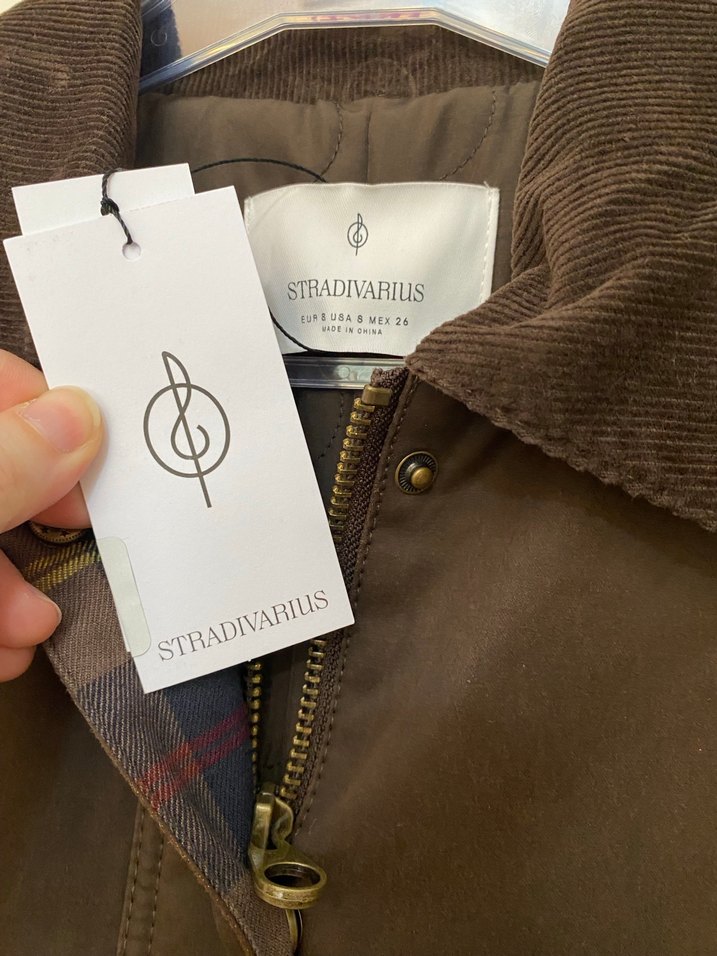 STRADIVARIUS
EUR S USA S MEX 26
MADE IN CHINA
STRADIVARIUS